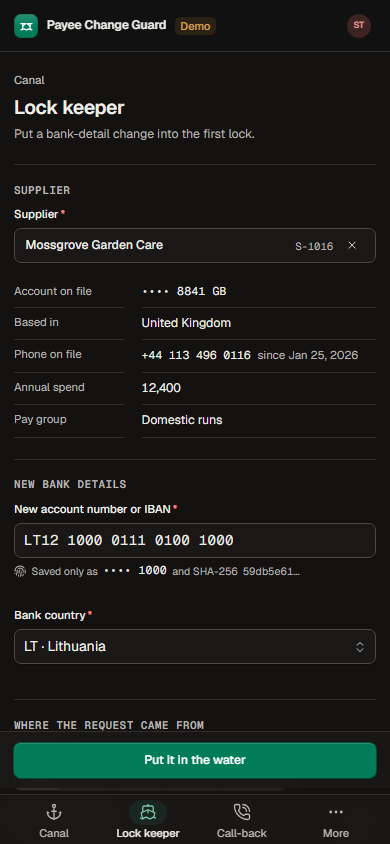 Payee Change Guard Demo ST
Canal
Lock keeper
Put a bank-detail change into the first lock.
SUPPLIER
Supplier *
Mossgrove Garden Care S-1016 ×
Account on file •••• 8841 GB
Based in United Kingdom
Phone on file +44 113 496 0116 since Jan 25, 2026
Annual spend 12,400
Pay group Domestic runs
NEW BANK DETAILS
New account number or IBAN *
LT12 1000 0111 0100 1000
Saved only as •••• 1000 and SHA-256 59db5e61…
Bank country *
LT · Lithuania
WHERE THE REQUEST CAME FROM
Put it in the water
Canal Lock keeper Call-back More